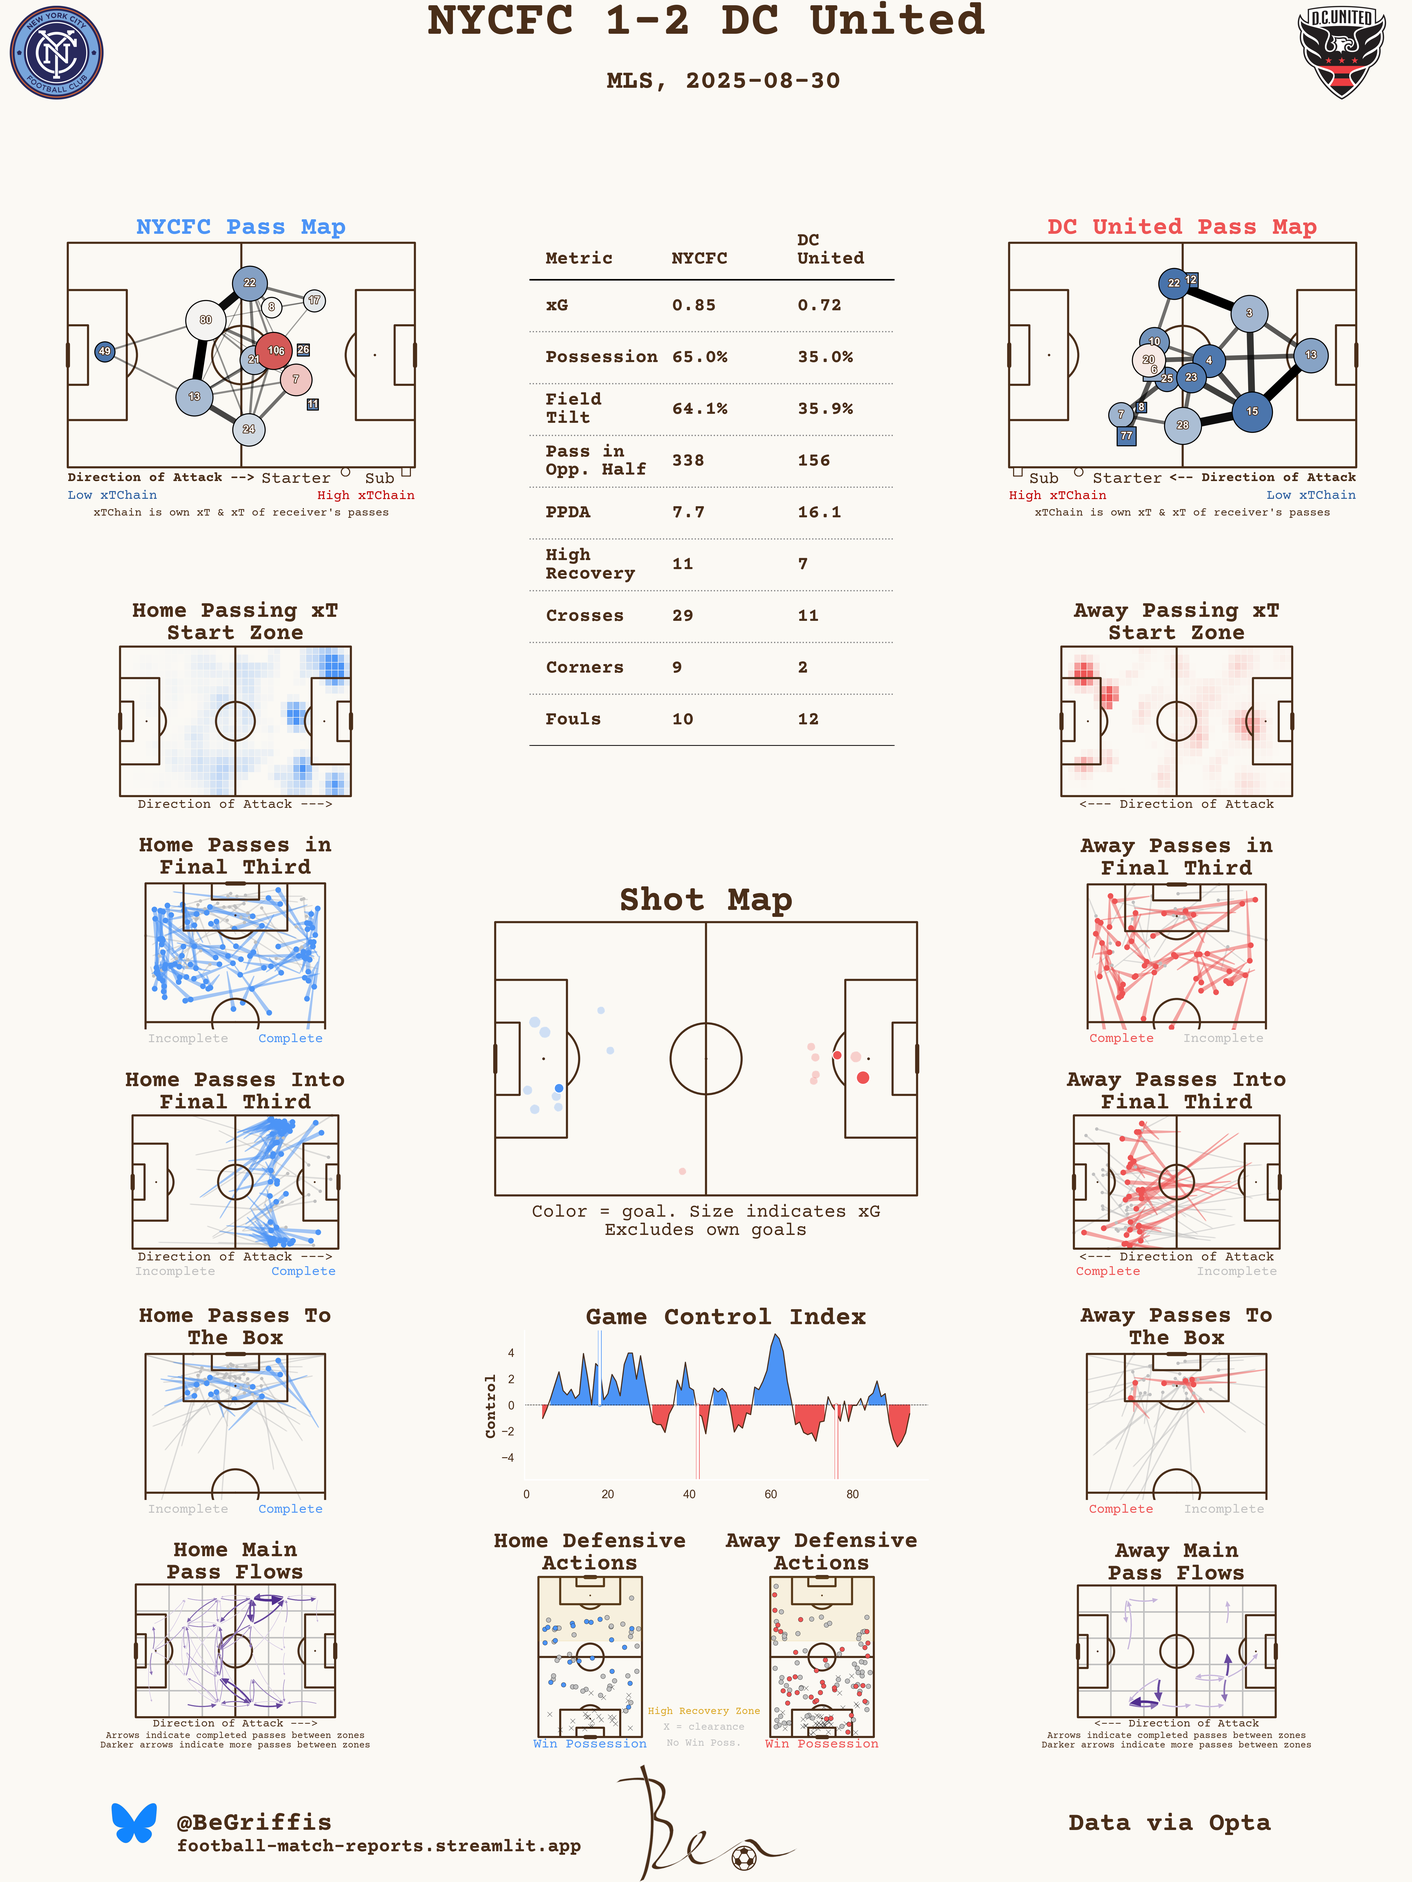 NYCFC 1-2 DC United
MLS, 2025-08-30
NEW YORK CITY
FOOTBALL CLUB
D.C.UNITED
NYCFC Pass Map
22
17
8
80
49
106
26
21
7
13
11
24
Direction of Attack --> Starter Sub
Low xTChain High xTChain
xTChain is own xT & xT of receiver's passes
Metric NYCFC DC United
xG 0.85 0.72
Possession 65.0% 35.0%
Field Tilt 64.1% 35.9%
Pass in Opp. Half 338 156
PPDA 7.7 16.1
High Recovery 11 7
Crosses 29 11
Corners 9 2
Fouls 10 12
DC United Pass Map
22 12
3
10
20
4
13
6
25
23
7
8
15
77
28
Sub Starter <-- Direction of Attack
High xTChain Low xTChain
xTChain is own xT & xT of receiver's passes
Home Passing xT
Start Zone
Direction of Attack --->
Away Passing xT
Start Zone
<--- Direction of Attack
Home Passes in
Final Third
Incomplete Complete
Away Passes in
Final Third
Complete Incomplete
Shot Map
Color = goal. Size indicates xG
Excludes own goals
Home Passes Into
Final Third
Direction of Attack --->
Incomplete Complete
Away Passes Into
Final Third
<--- Direction of Attack
Complete Incomplete
Home Passes To
The Box
Incomplete Complete
Game Control Index
Control
4
2
0
−2
−4
0 20 40 60 80
Away Passes To
The Box
Complete Incomplete
Home Main
Pass Flows
Direction of Attack --->
Arrows indicate completed passes between zones
Darker arrows indicate more passes between zones
Home Defensive
Actions
Win Possession
High Recovery Zone
X = clearance
No Win Poss.
Away Defensive
Actions
Win Possession
Away Main
Pass Flows
<--- Direction of Attack
Arrows indicate completed passes between zones
Darker arrows indicate more passes between zones
@BeGriffis
football-match-reports.streamlit.app
Ben
Data via Opta